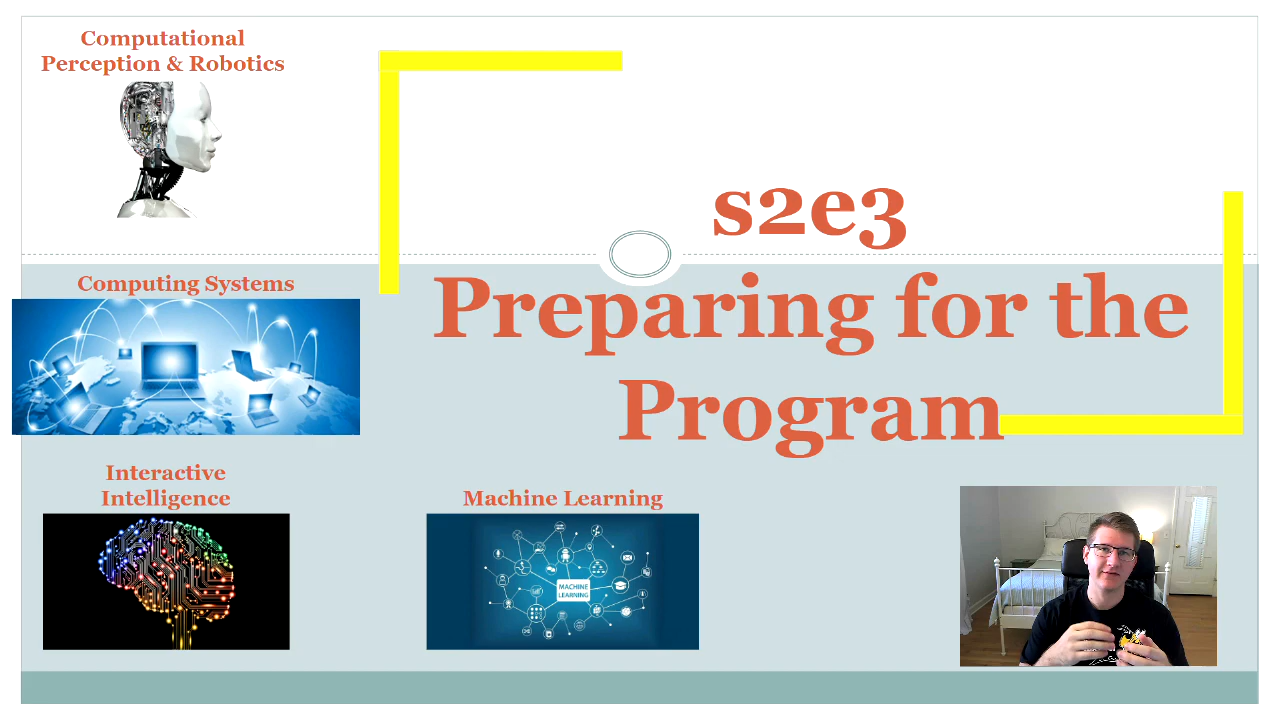 Computational
Perception & Robotics
s2e3
Preparing for the
Program
Computing Systems
Interactive
Intelligence
Machine Learning
MACHINE
LEARNING